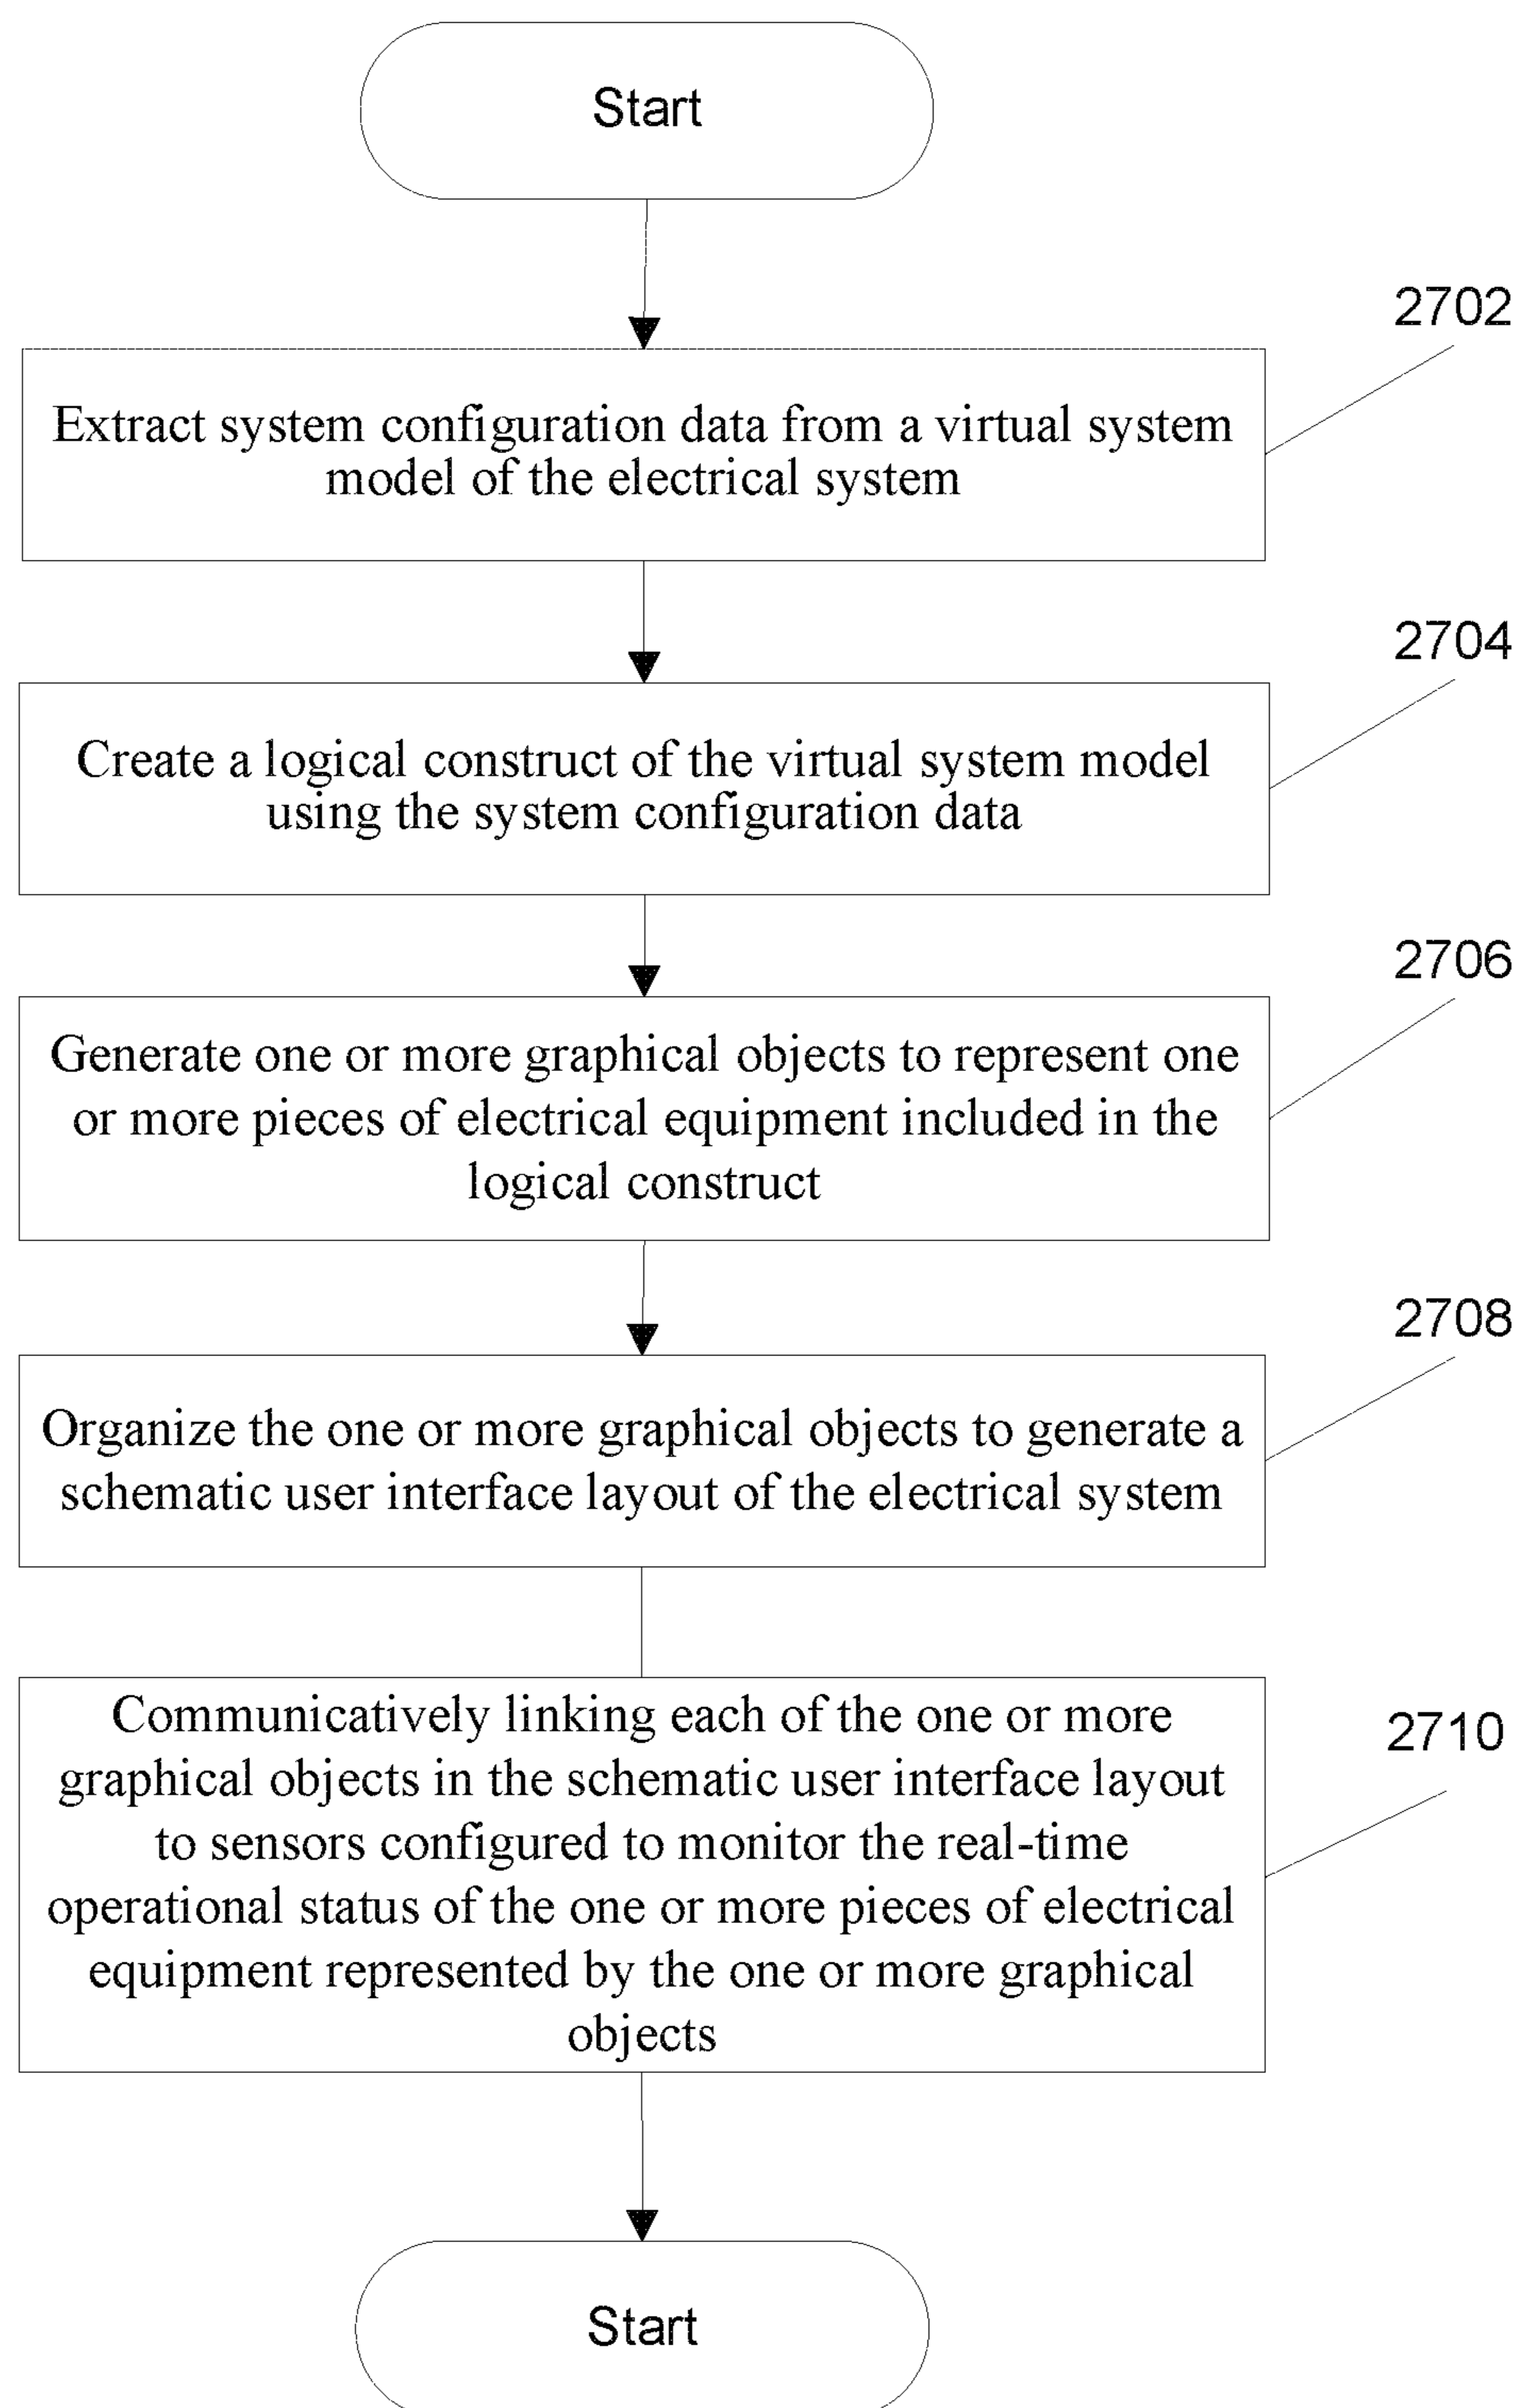 Start
2702
Extract system configuration data from a virtual system
model of the electrical system
2704
Create a logical construct of the virtual system model
using the system configuration data
2706
Generate one or more graphical objects to represent one
or more pieces of electrical equipment included in the
logical construct
2708
Organize the one or more graphical objects to generate a
schematic user interface layout of the electrical system
2710
Communicatively linking each of the one or more
graphical objects in the schematic user interface layout
to sensors configured to monitor the real-time
operational status of the one or more pieces of electrical
equipment represented by the one or more graphical
objects
Start